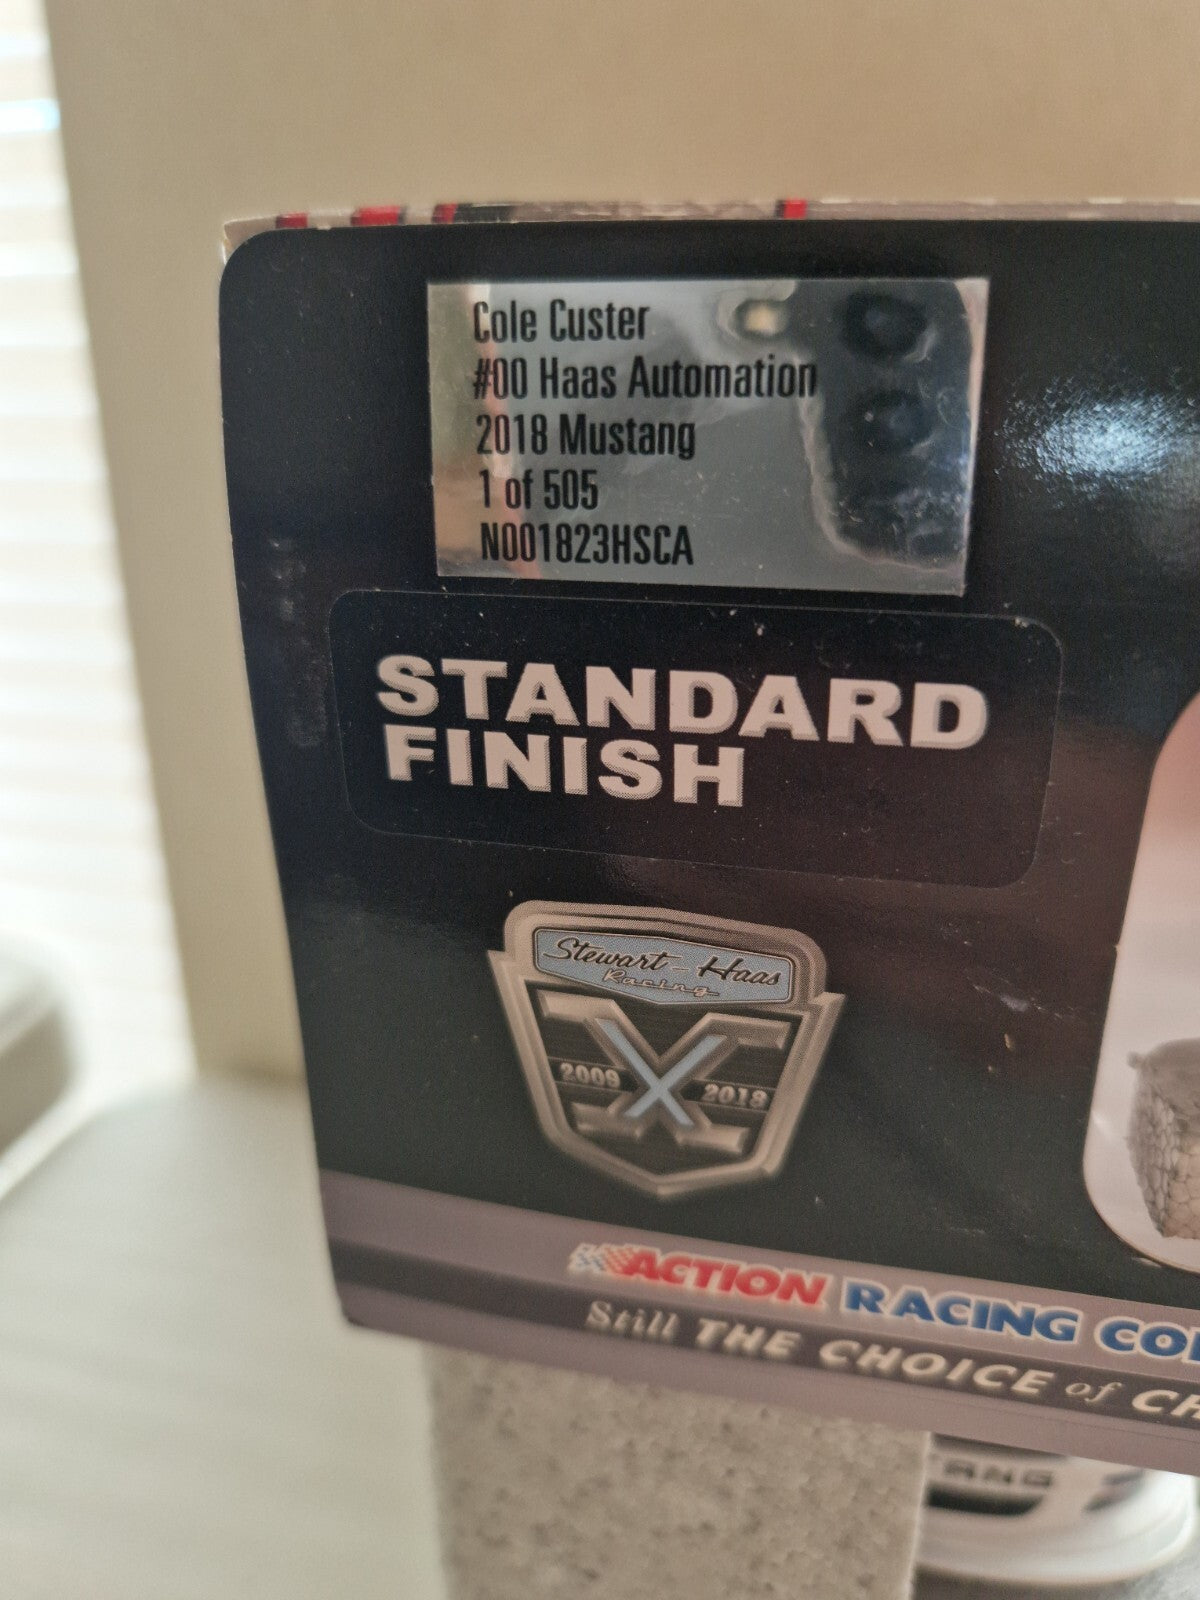 Cole Custer
#00 Haas Automation
2018 Mustang
1 of 505
N001823HSCA
STANDARD
FINISH
Stewart-Haas
Racing
X
2009 2018
ACTION RACING
Still THE CHOICE of